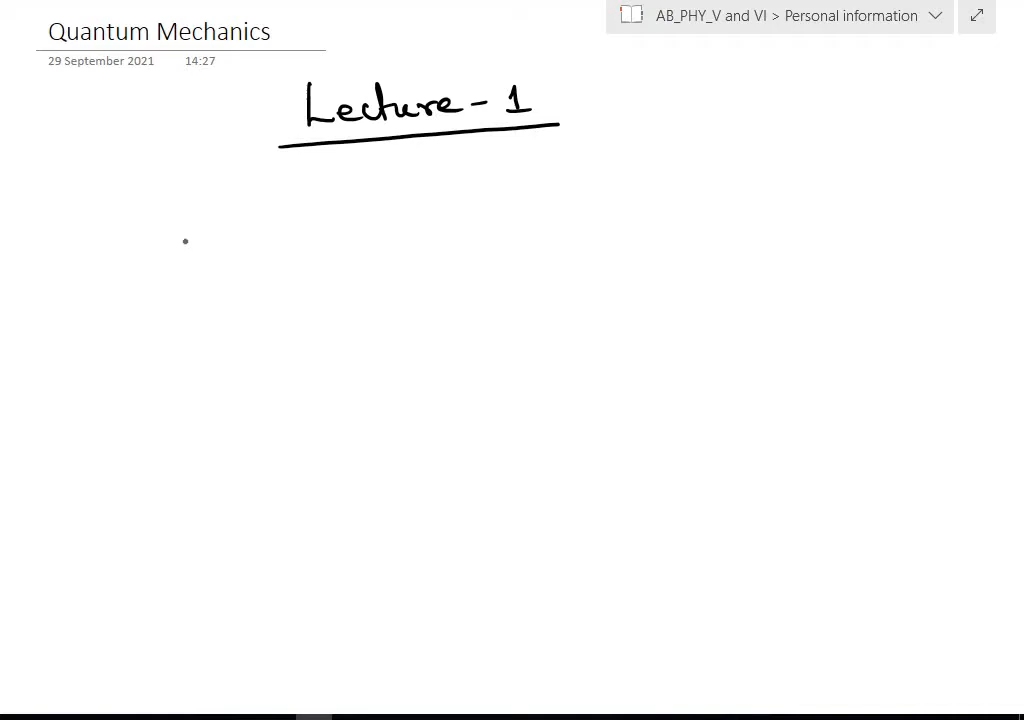 Quantum Mechanics
AB_PHY_V and VI > Personal information
29 September 2021 14:27
Lecture - 1